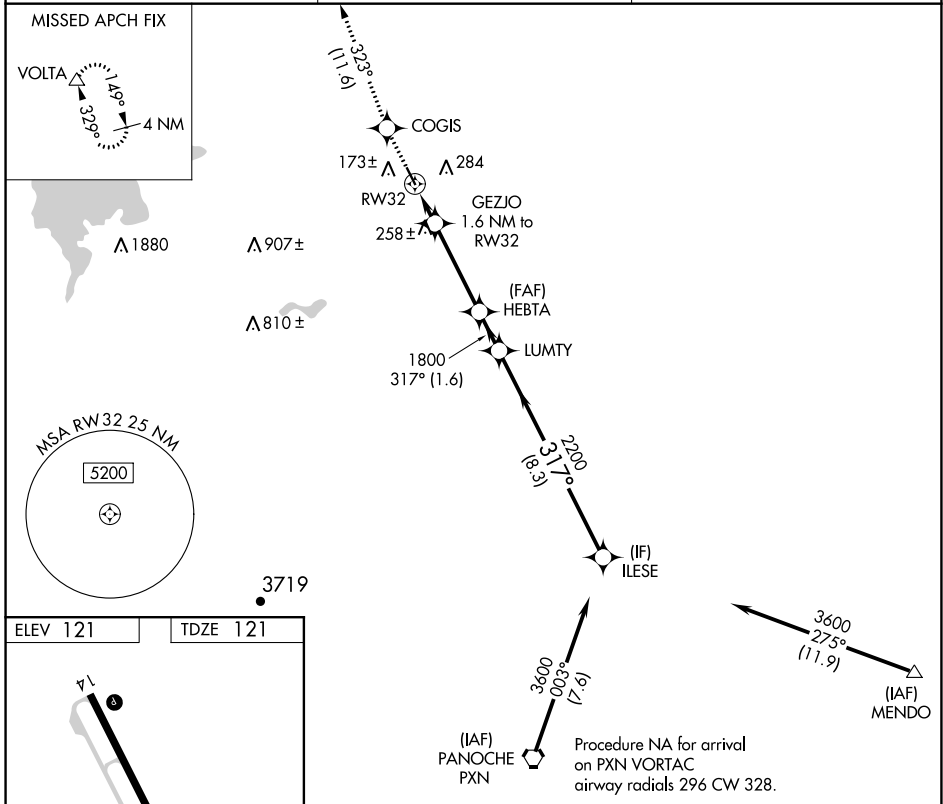 MISSED APCH FIX
VOLTA
149°
329°
4 NM
323°
(11.6)
COGIS
173±
284
RW32
GEZJO
1.6 NM to
RW32
258±
1880
907±
810±
(FAF)
HEBTA
LUMTY
1800
317° (1.6)
2200
317°
(8.3)
MSA RW32 25 NM
5200
(IF)
ILESE
3719
3600
275°
(11.9)
(IAF)
MENDO
3600
003°
(7.6)
(IAF)
PANOCHE
PXN
Procedure NA for arrival
on PXN VORTAC
airway radials 296 CW 328.
ELEV 121
TDZE 121
14
P